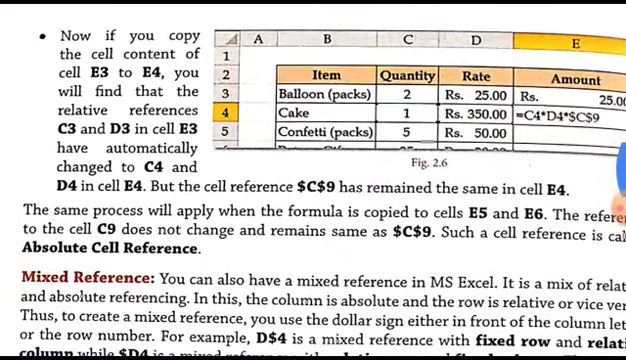 • Now if you copy
the cell content of
cell E3 to E4, you
will find that the
relative references
C3 and D3 in cell E3
have automatically
changed to C4 and
D4 in cell E4. But the cell reference $C$9 has remained the same in cell E4.
A B C D E
1
2 Item Quantity Rate Amount
3 Balloon (packs) 2 Rs. 25.00 Rs. 25.00
4 Cake 1 Rs. 350.00 =C4*D4*$C$9
5 Confetti (packs) 5 Rs. 50.00
Fig. 2.6
The same process will apply when the formula is copied to cells E5 and E6. The
to the cell C9 does not change and remains same as $C$9. Such a cell reference is
Absolute Cell Reference.
Mixed Reference: You can also have a mixed reference in MS Excel. It is a mix of
and absolute referencing. In this, the column is absolute and the row is relative or vice
Thus, to create a mixed reference, you use the dollar sign either in front of the column
or the row number. For example, D$4 is a mixed reference with fixed row and
column while $D4 is a mixed reference